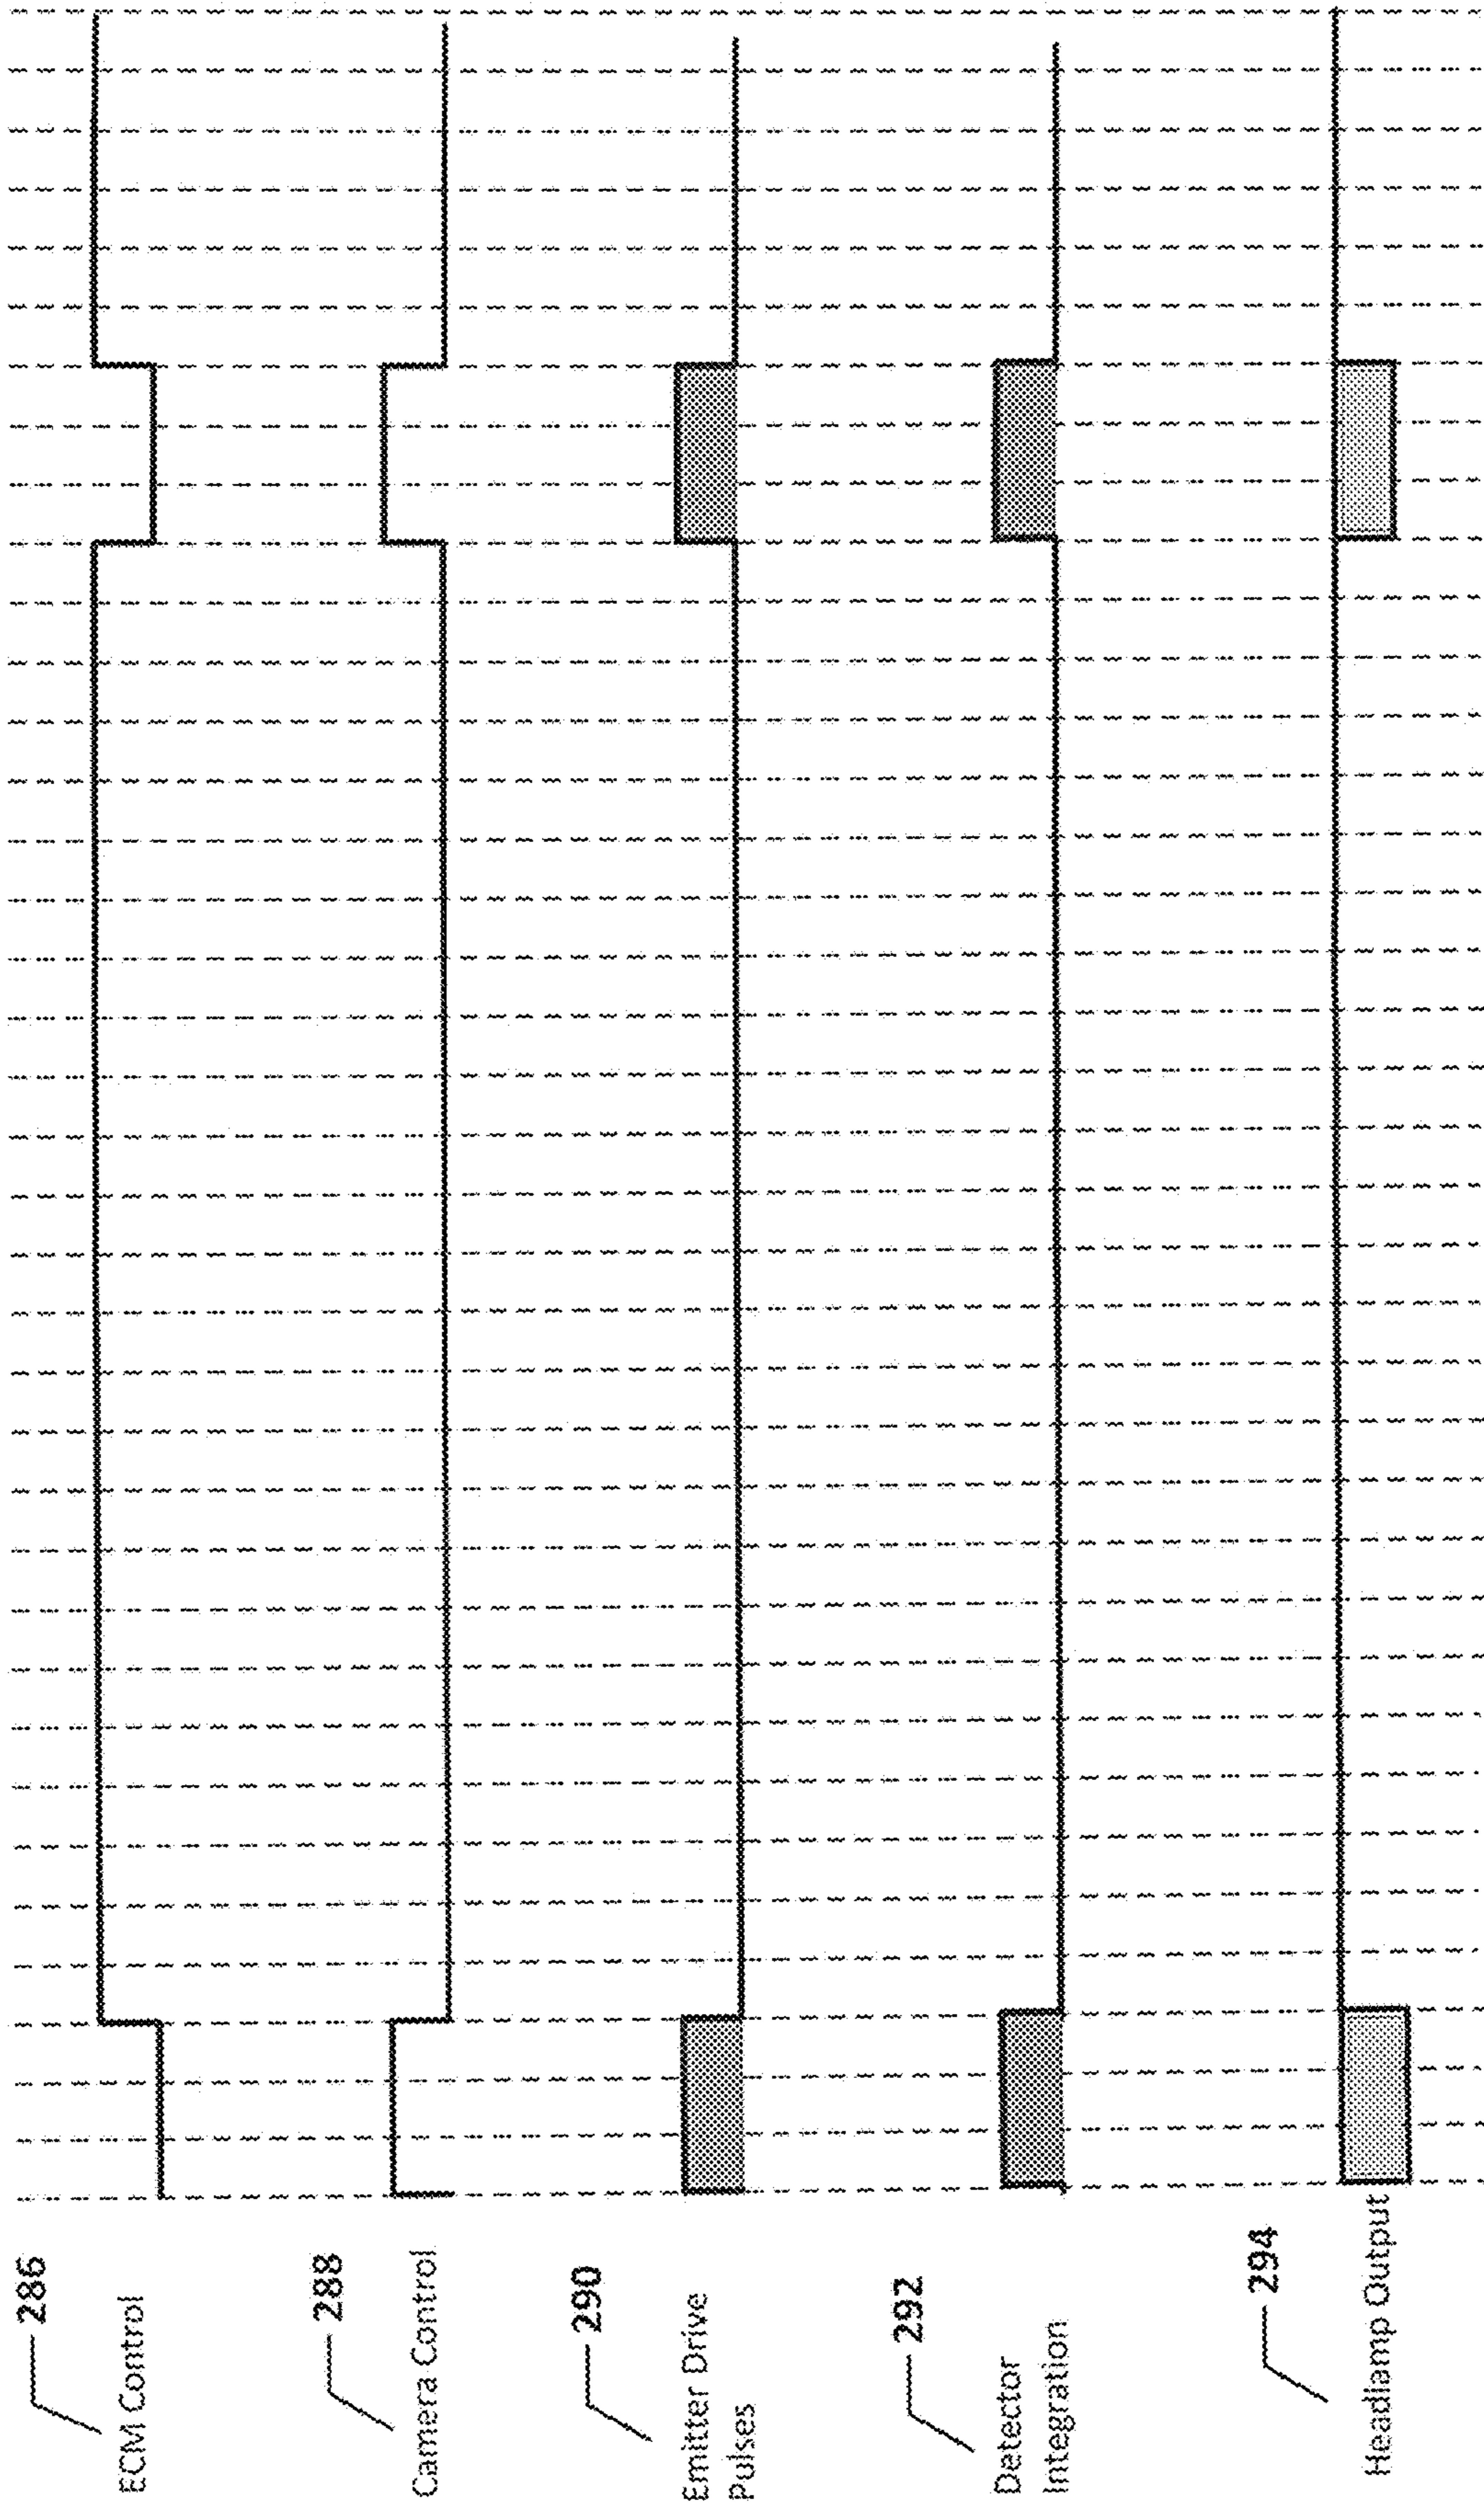 286
ECM Control
288
Camera Control
290
Emitter Drive
Pulses
292
Detector
Integration
294
Headlamp Output